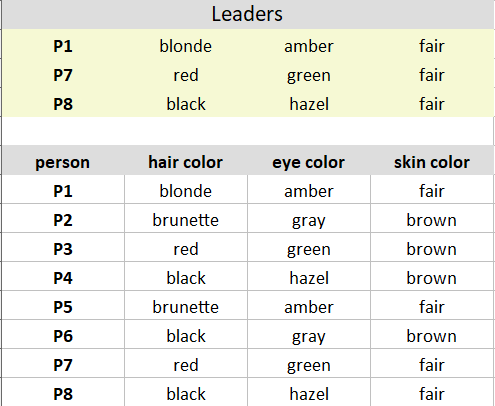 Leaders
P1 blonde amber fair
P7 red green fair
P8 black hazel fair
person hair color eye color skin color
P1 blonde amber fair
P2 brunette gray brown
P3 red green brown
P4 black hazel brown
P5 brunette amber fair
P6 black gray brown
P7 red green fair
P8 black hazel fair